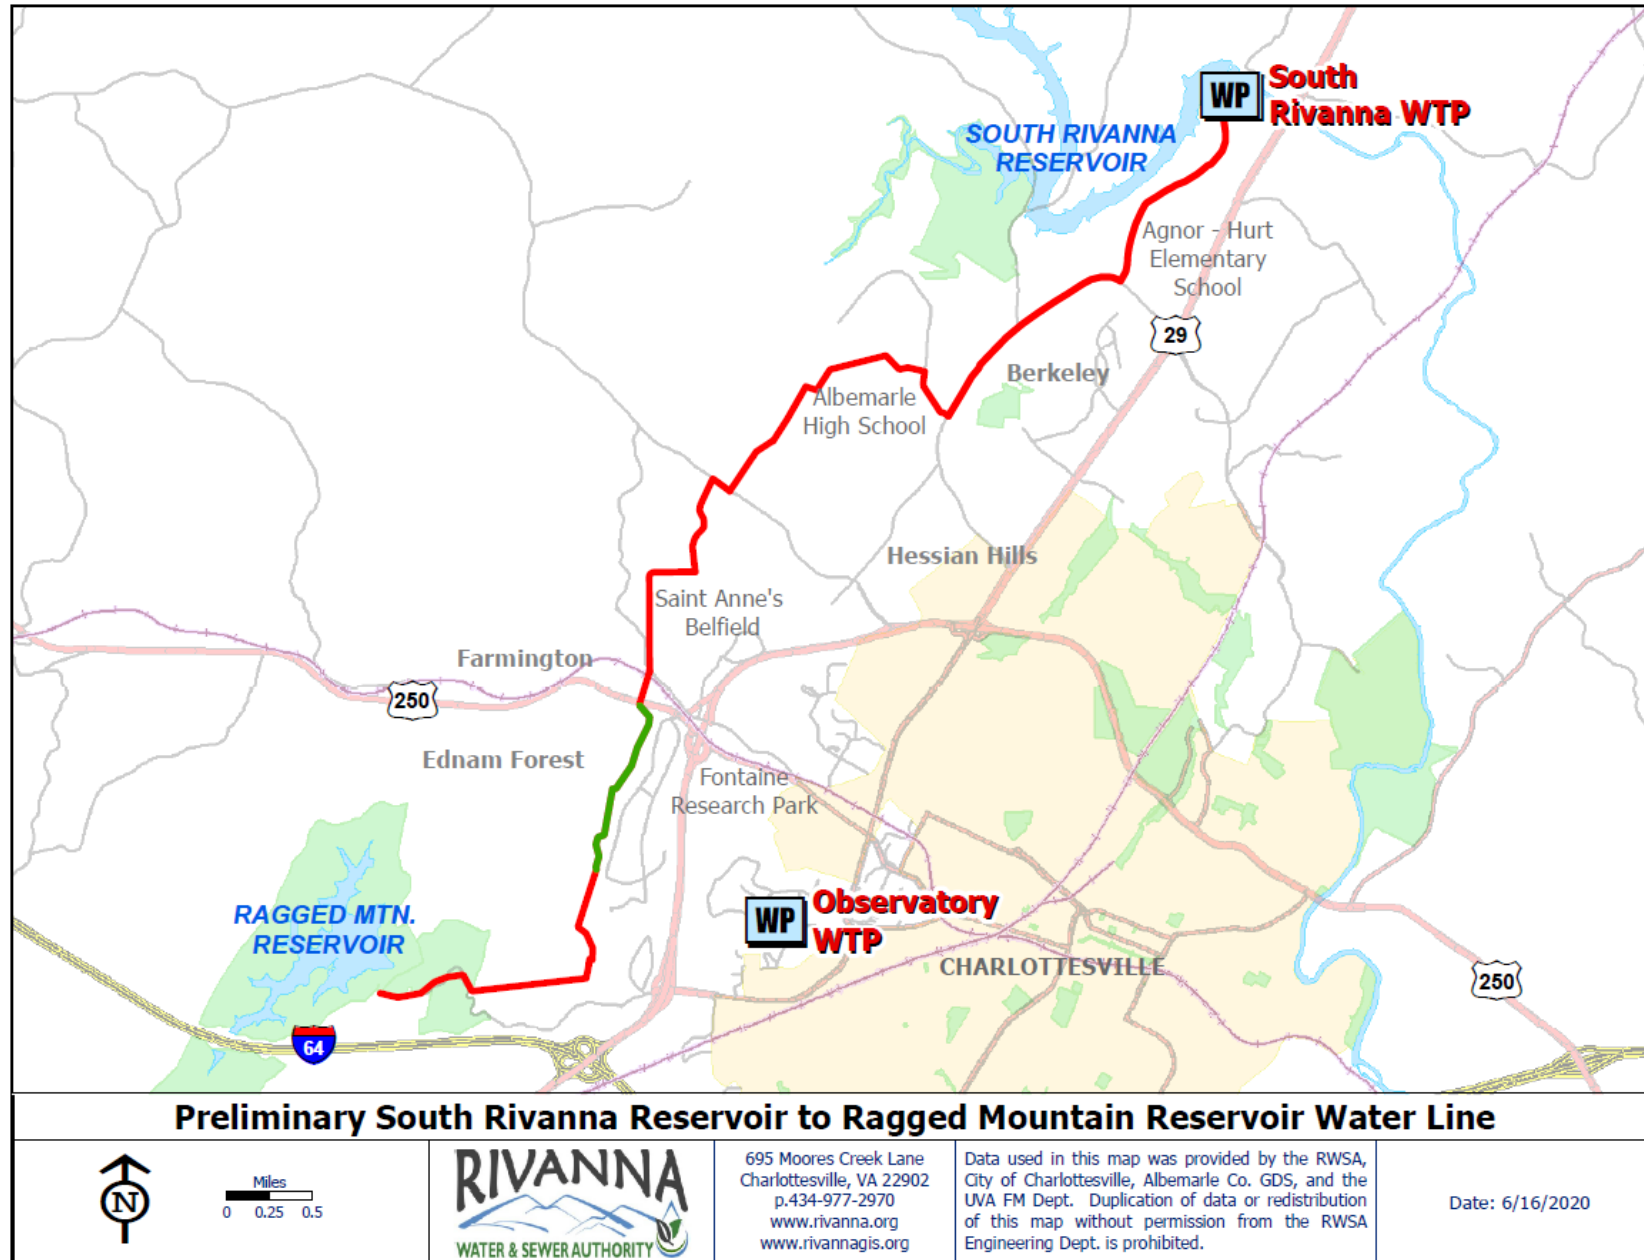 WP
South
Rivanna WTP
SOUTH RIVANNA
RESERVOIR
Agnor - Hurt
Elementary
School
29
Berkeley
Albemarle
High School
Hessian Hills
Saint Anne's
Belfield
Farmington
250
Ednam Forest
Fontaine
Research Park
RAGGED MTN.
RESERVOIR
WP
Observatory
WTP
CHARLOTTESVILLE
250
64
Preliminary South Rivanna Reservoir to Ragged Mountain Reservoir Water Line
N
Miles
0 0.25 0.5
RIVANNA
WATER & SEWER AUTHORITY
695 Moores Creek Lane
Charlottesville, VA 22902
p.434-977-2970
www.rivanna.org
www.rivannagis.org
Data used in this map was provided by the RWSA,
City of Charlottesville, Albemarle Co. GDS, and the
UVA FM Dept. Duplication of data or redistribution
of this map without permission from the RWSA
Engineering Dept. is prohibited.
Date: 6/16/2020